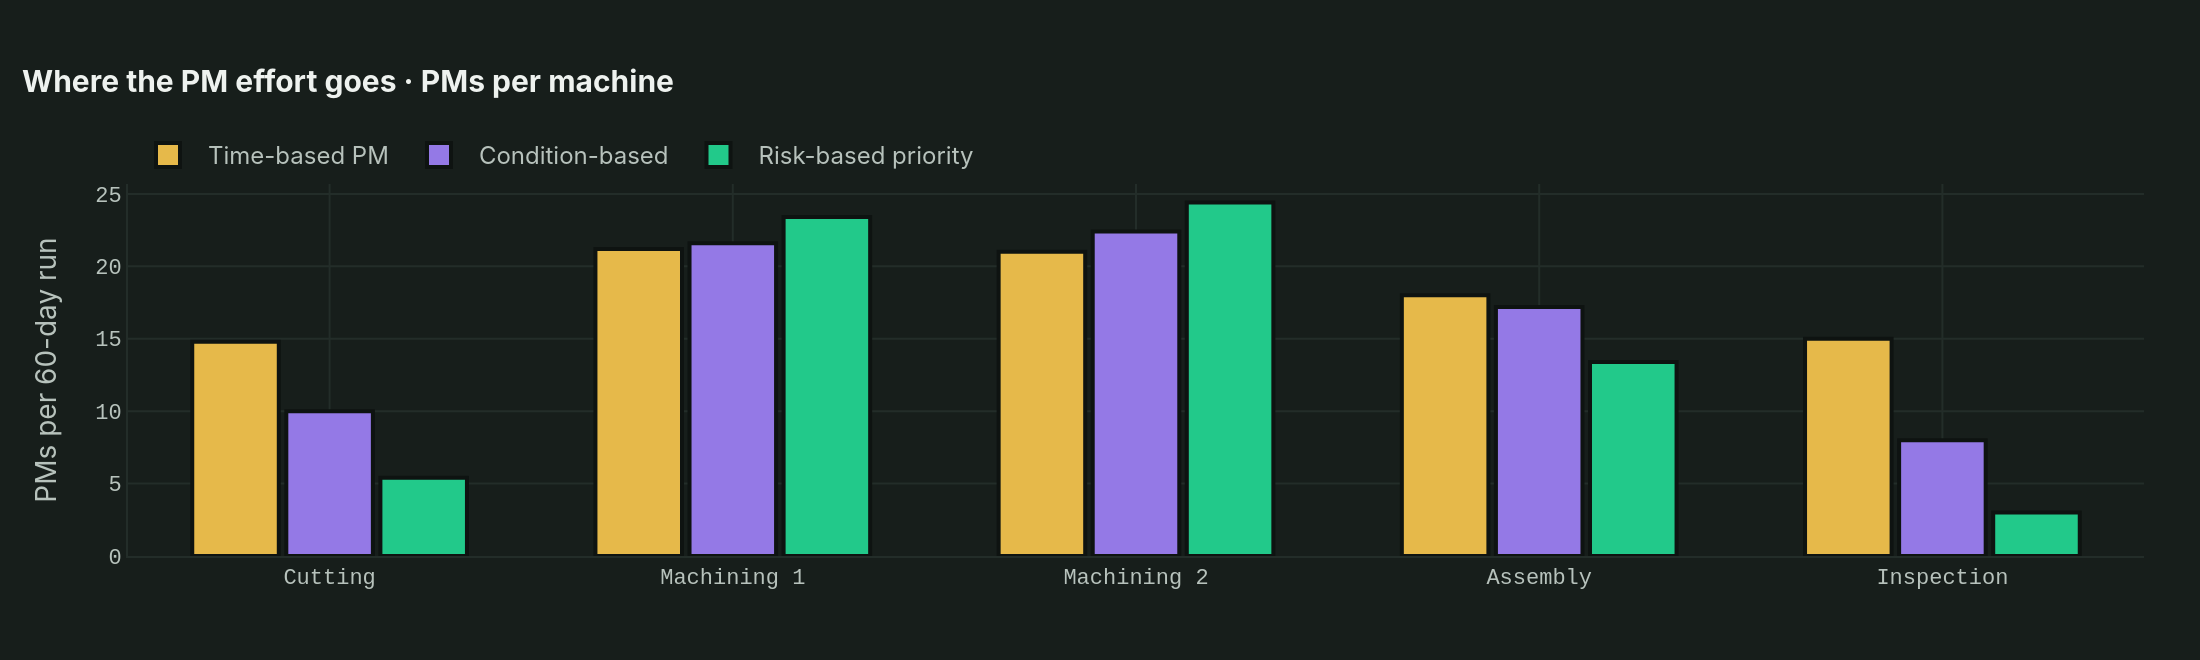 Where the PM effort goes · PMs per machine
Time-based PM Condition-based Risk-based priority
PMs per 60-day run
25
20
15
10
5
0
Cutting Machining 1 Machining 2 Assembly Inspection